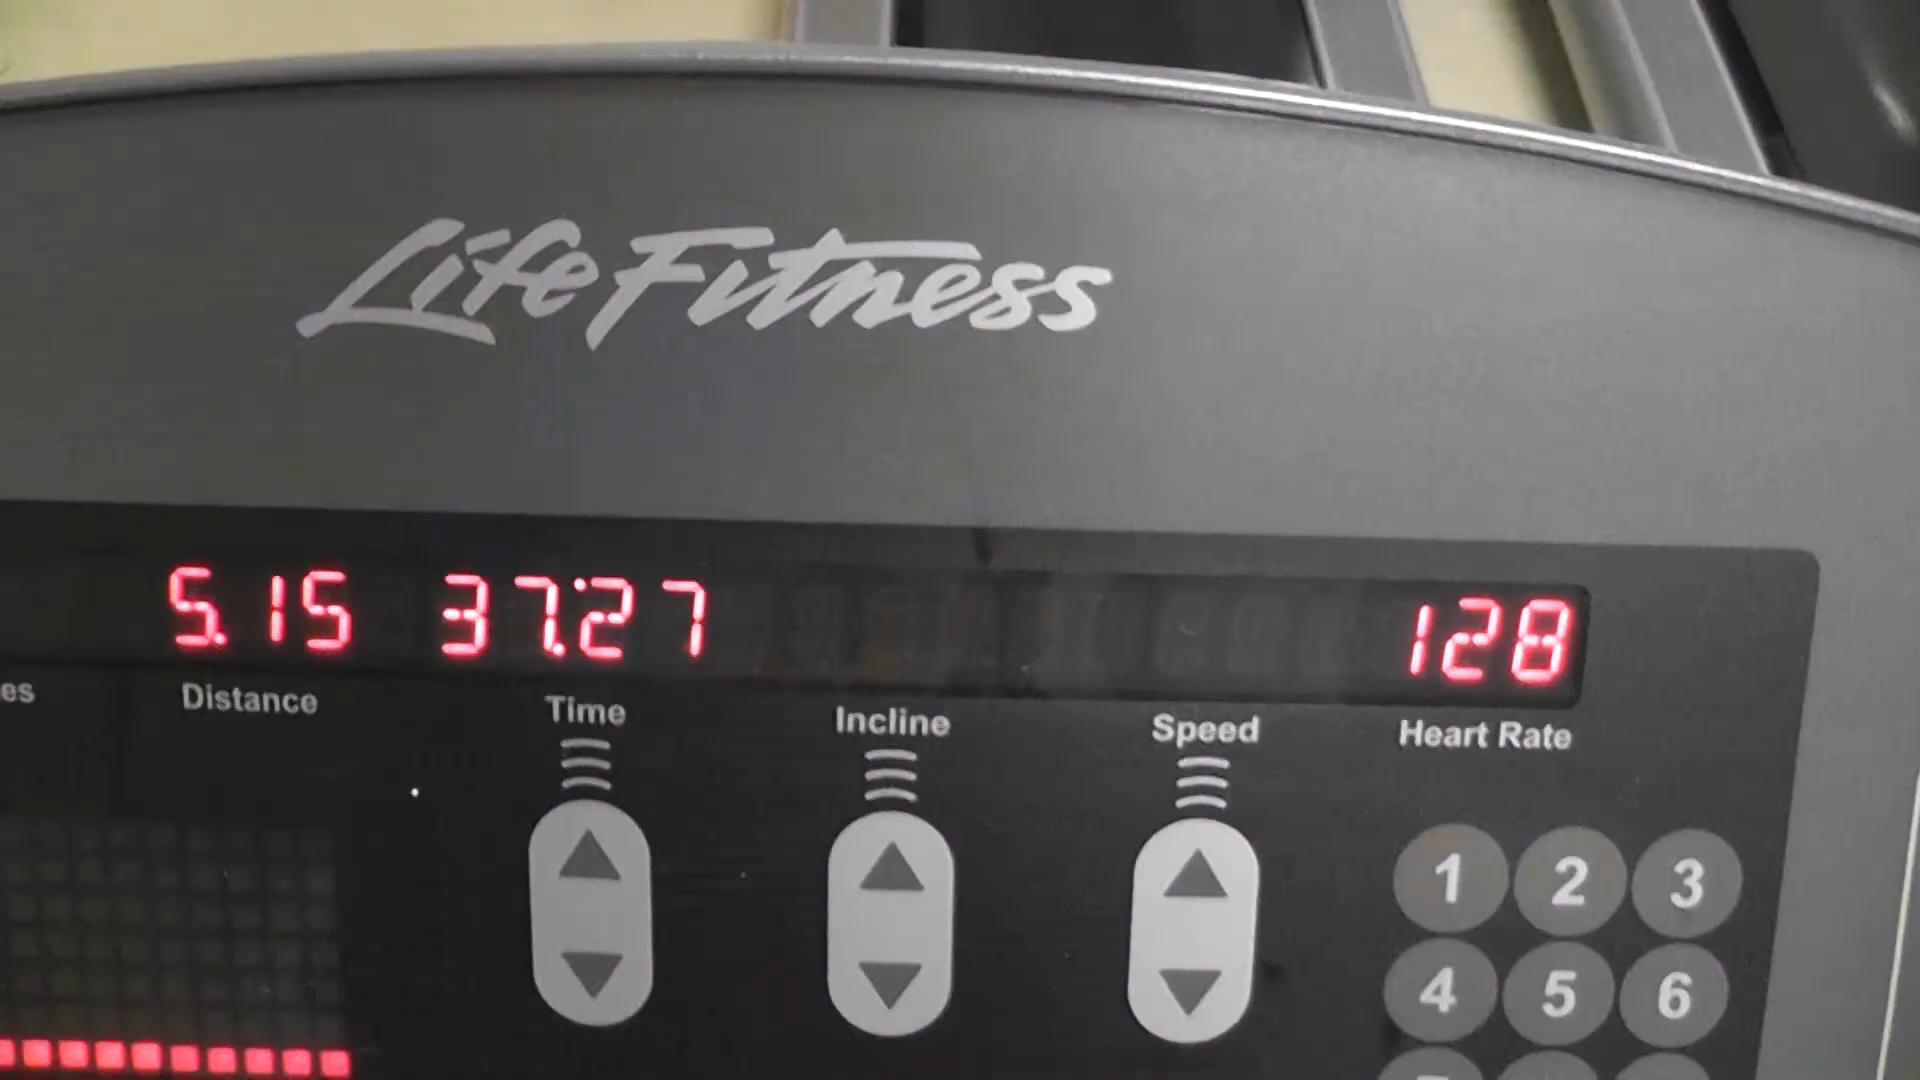 Life Fitness
5.15 37:27 128
es Distance Time Incline Speed Heart Rate
1 2 3
4 5 6